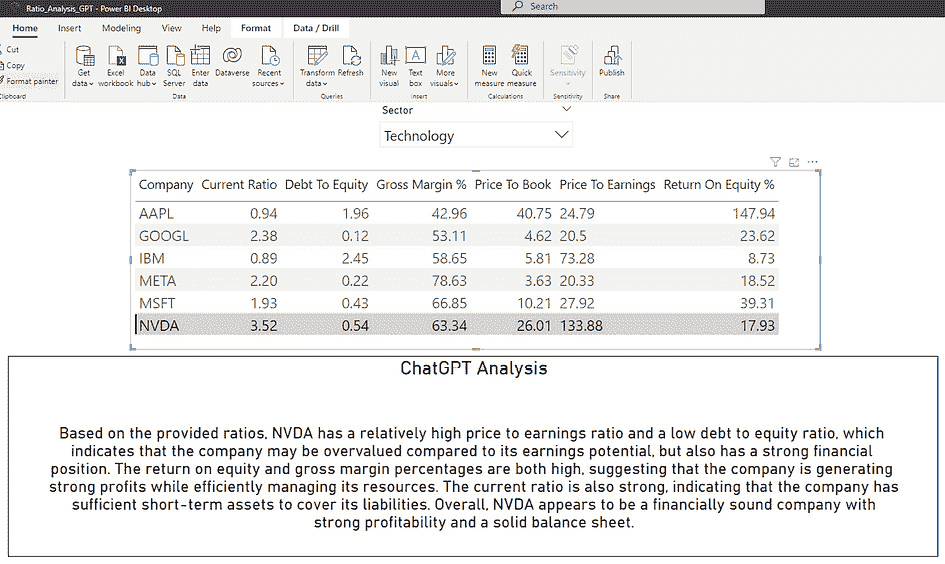 Ratio_Analysis_GPT - Power BI Desktop
Search
Home Insert Modeling View Help Format Data / Drill
Cut
Copy
Format painter
Get data
Excel workbook
Data hub
SQL Server
Enter data
Dataverse
Recent sources
Transform data
Refresh
New visual
Text box
More visuals
New measure
Quick measure
Sensitivity
Publish
Clipboard
Data
Queries
Insert
Calculations
Sensitivity
Share
Sector
Technology
Company Current Ratio Debt To Equity Gross Margin % Price To Book Price To Earnings Return On Equity %
AAPL 0.94 1.96 42.96 40.75 24.79 147.94
GOOGL 2.38 0.12 53.11 4.62 20.5 23.62
IBM 0.89 2.45 58.65 5.81 73.28 8.73
META 2.20 0.22 78.63 3.63 20.33 18.52
MSFT 1.93 0.43 66.85 10.21 27.92 39.31
NVDA 3.52 0.54 63.34 26.01 133.88 17.93
ChatGPT Analysis
Based on the provided ratios, NVDA has a relatively high price to earnings ratio and a low debt to equity ratio, which
indicates that the company may be overvalued compared to its earnings potential, but also has a strong financial
position. The return on equity and gross margin percentages are both high, suggesting that the company is generating
strong profits while efficiently managing its resources. The current ratio is also strong, indicating that the company has
sufficient short-term assets to cover its liabilities. Overall, NVDA appears to be a financially sound company with
strong profitability and a solid balance sheet.